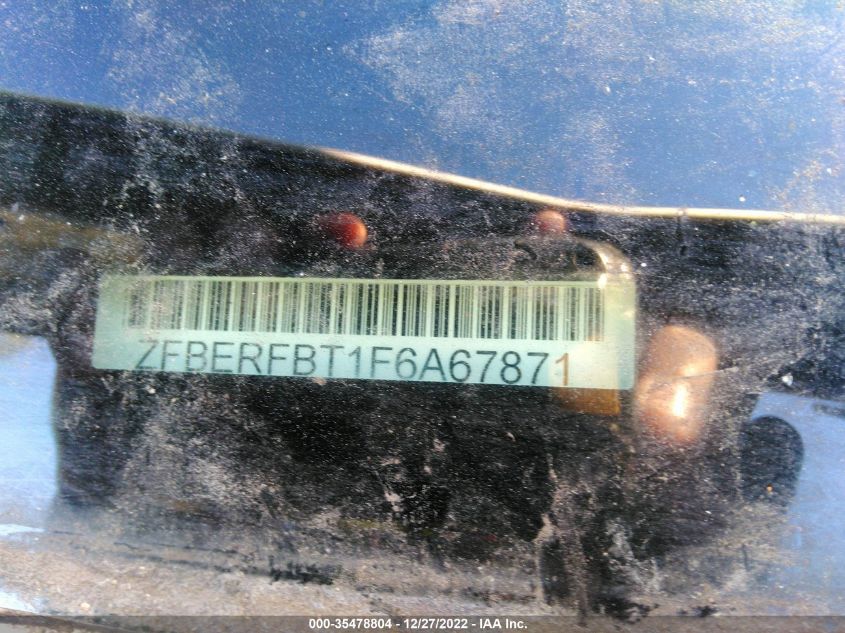 ZFBERFBT1F6A67871
000-35478804 - 12/27/2022 - IAA Inc.